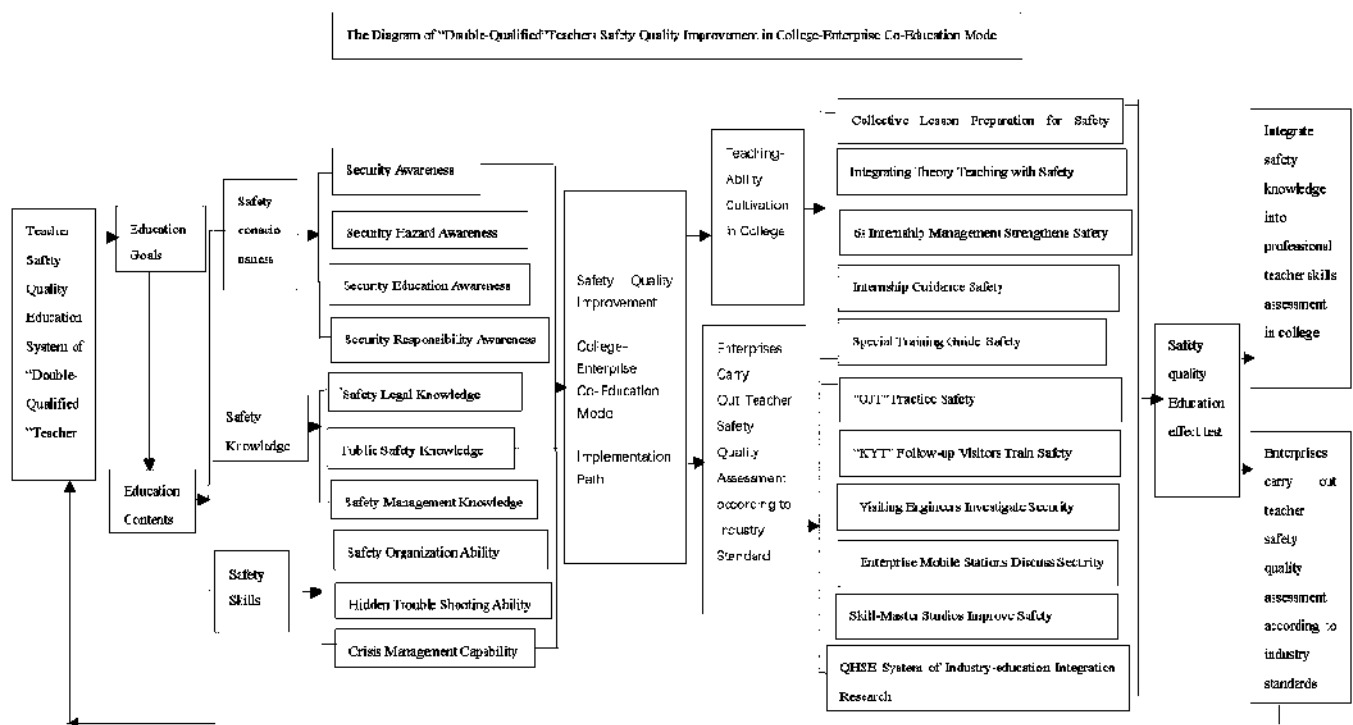 The Diagram of "Double-Qualified"Teachers Safety Quality Improvement in College-Enterprise Co-Education Mode
Teacher
Safety
Quality
Education
System of
"Double-
Qualified
"Teacher
Education
Goals
Education
Contents
Safety
conscio
usness
Safety
Knowledge
Safety
Skills
Security Awareness
Security Hazard Awareness
Security Education Awareness
Security Responsibility Awareness
Safety Legal Knowledge
Public Safety Knowledge
Safety Management Knowledge
Safety Organization Ability
Hidden Trouble Shooting Ability
Crisis Management Capability
Safety Quality
Improvement
College-
Enterprise
Co-Education
Mode
Implementation
Path
Teaching-
Ability
Cultivation
in College
Enterprises
Carry
Out Teacher
Safety
Quality
Assessment
according to
Industry
Standard
Collective Lesson Preparation for Safety
Integrating Theory Teaching with Safety
6s Internship Management Strengthens Safety
Internship Guidance Safety
Special Training Guide Safety
"OJT" Practice Safety
"KYT" Follow-up Visitors Train Safety
Visiting Engineers Investigate Security
Enterprise Mobile Stations Discuss Security
Skill-Master Studios Improve Safety
QHSE System of Industry-education Integration
Research
Safety
quality
Education
effect test
Integrate
safety
knowledge
into
professional
teacher skills
assessment
in college
Enterprises
carry out
teacher
safety
quality
assessment
according to
industry
standards